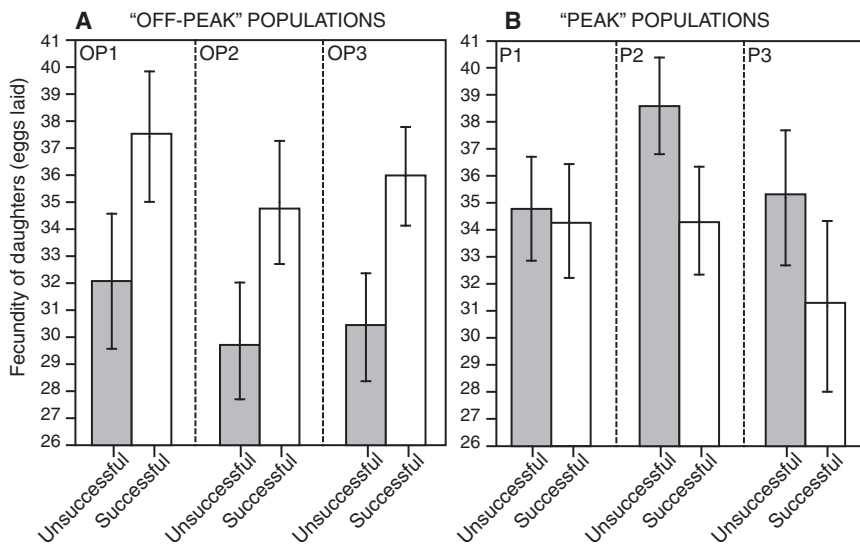 A "OFF-PEAK" POPULATIONS
B "PEAK" POPULATIONS
Fecundity of daughters (eggs laid)
41
40
39
38
37
36
35
34
33
32
31
30
29
28
27
26
OP1
OP2
OP3
Unsuccessful
Successful
Unsuccessful
Successful
Unsuccessful
Successful
41
40
39
38
37
36
35
34
33
32
31
30
29
28
27
26
P1
P2
P3
Unsuccessful
Successful
Unsuccessful
Successful
Unsuccessful
Successful